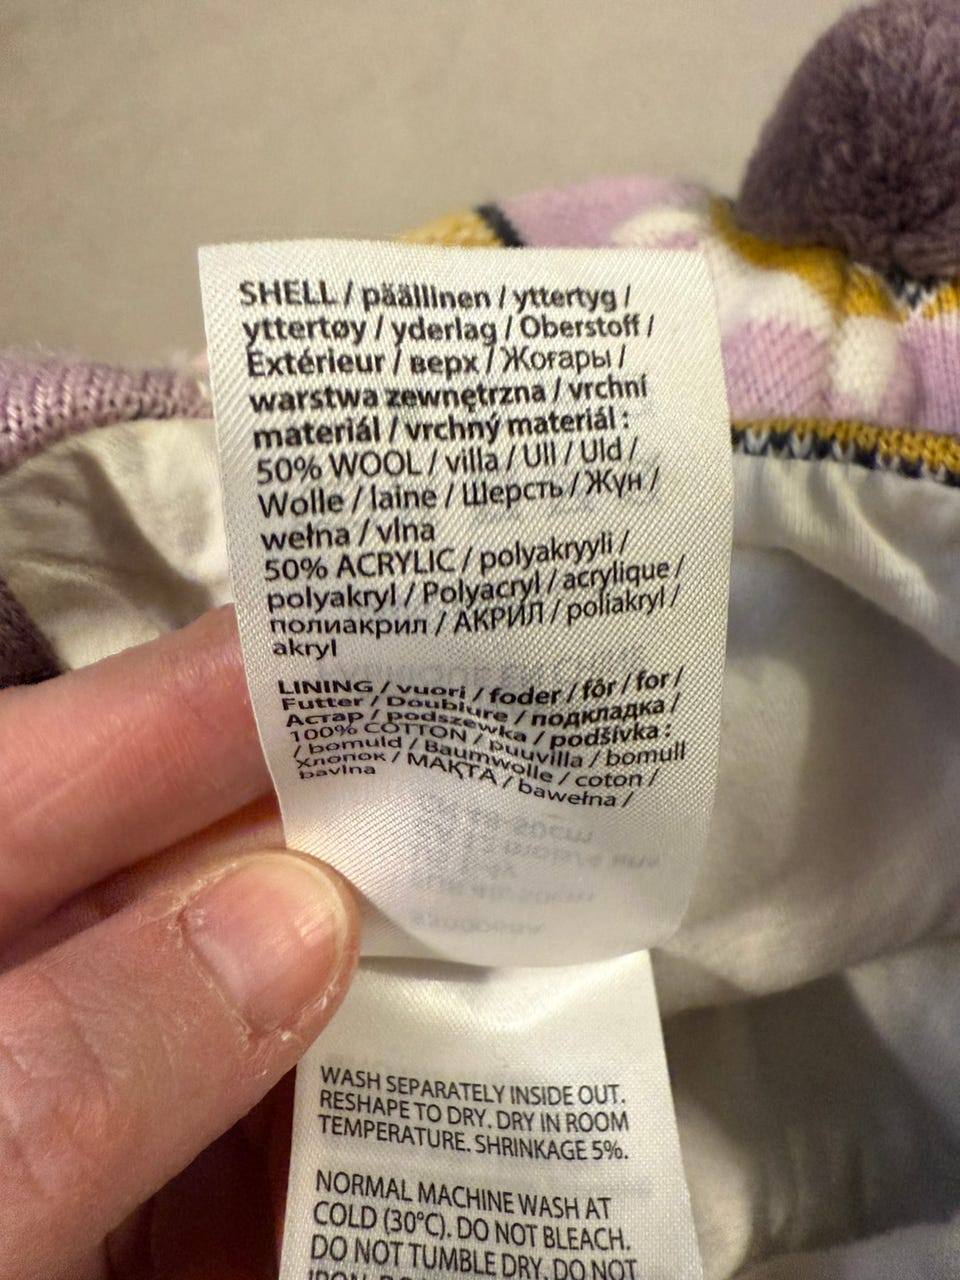 SHELL / päällinen / yttertyg /
yttertøy / yderlag / Oberstoff /
Extérieur / верх / Жоғары /
warstwa zewnętrzna / vrchní
materiál / vrchný materiál :
50% WOOL / villa / Ull / Uld /
Wolle / laine / Шерсть / Жүн /
wełna / vlna
50% ACRYLIC / polyakryyli /
polyakryl / Polyacryl / acrylique /
полиакрил / АКРИЛ / poliakryl /
akryl
LINING / vuori / foder / fôr / for /
Futter / Doublure / подкладка /
Астар / podszewka / podšívka :
100% COTTON / puuvilla / bomull
/ bomuld / Baumwolle / coton /
Хлопок / МАҚТА / bawełna /
bavlna
WASH SEPARATELY INSIDE OUT.
RESHAPE TO DRY. DRY IN ROOM
TEMPERATURE. SHRINKAGE 5%.
NORMAL MACHINE WASH AT
COLD (30°C). DO NOT BLEACH.
DO NOT TUMBLE DRY. DO NOT